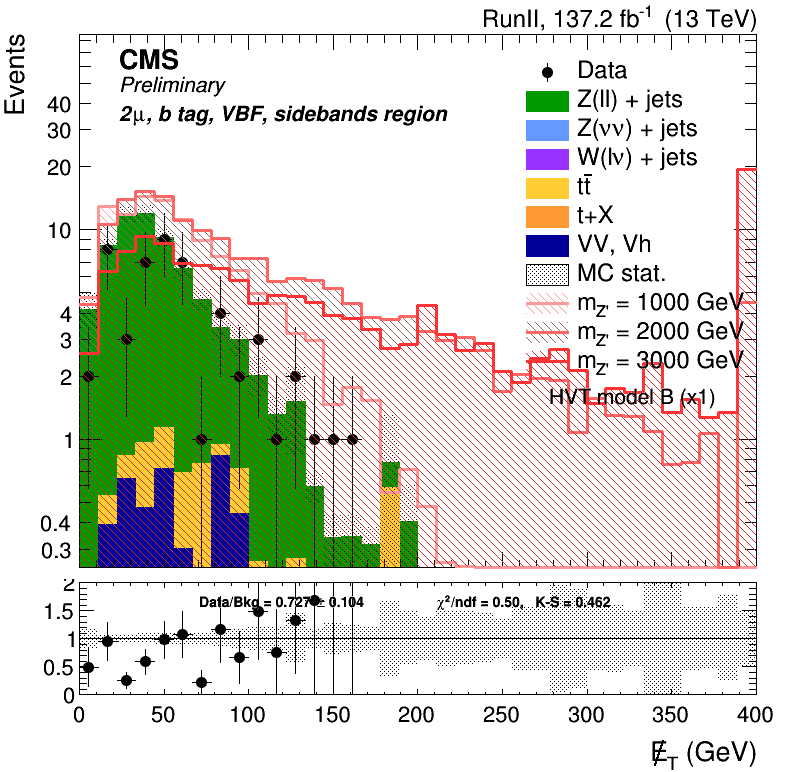 RunII, 137.2 fb⁻¹ (13 TeV)
Events
CMS
Preliminary
2μ, b tag, VBF, sidebands region
Data
Z(ll) + jets
Z(νν) + jets
W(lν) + jets
tt̄
t+X
VV, Vh
MC stat.
m_Z' = 1000 GeV
m_Z' = 2000 GeV
m_Z' = 3000 GeV
HVT model B (x1)
40
30
20
10
4
3
2
1
0.4
0.3
Data/Bkg = 0.727 ± 0.104 χ²/ndf = 0.50, K-S = 0.462
2
1.5
1
0.5
0
0 50 100 150 200 250 300 350 400
E̸_T (GeV)